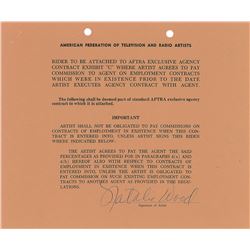 AMERICAN FEDERATION OF TELEVISION AND RADIO ARTISTS
RIDER TO BE ATTACHED TO AFTRA EXCLUSIVE AGENCY
CONTRACT EXHIBIT "C" WHERE ARTIST AGREES TO PAY
COMMISSION TO AGENT ON EMPLOYMENT CONTRACTS
WHICH WERE IN EXISTENCE PRIOR TO THE DATE
ARTIST EXECUTES AGENCY CONTRACT WITH AGENT.
The following shall be deemed part of standard AFTRA exclusive agency
contract to which it is attached.
IMPORTANT
ARTIST SHALL NOT BE OBLIGATED TO PAY COMMISSIONS ON
CONTRACTS OF EMPLOYMENT IN EXISTENCE WHEN THIS CON-
TRACT IS ENTERED INTO, UNLESS ARTIST SIGNS THIS RIDER
WHERE INDICATED BELOW.
THE ARTIST AGREES TO PAY THE AGENT THE SAID
PERCENTAGES AS PROVIDED FOR IN PARAGRAPHS 4(a) AND
4(b) HEREOF ALSO WITH RESPECT TO CONTRACTS OF EM-
PLOYMENT IN EXISTENCE WHEN THIS CONTRACT IS EN-
TERED INTO, UNLESS THE ARTIST IS OBLIGATED TO
PAY COMMISSION ON SUCH EXISTING EMPLOYMENT CON-
TRACTS TO ANOTHER AGENT AS PROVIDED IN THE REGU-
LATIONS.
Natalie Wood
Signature of Artist